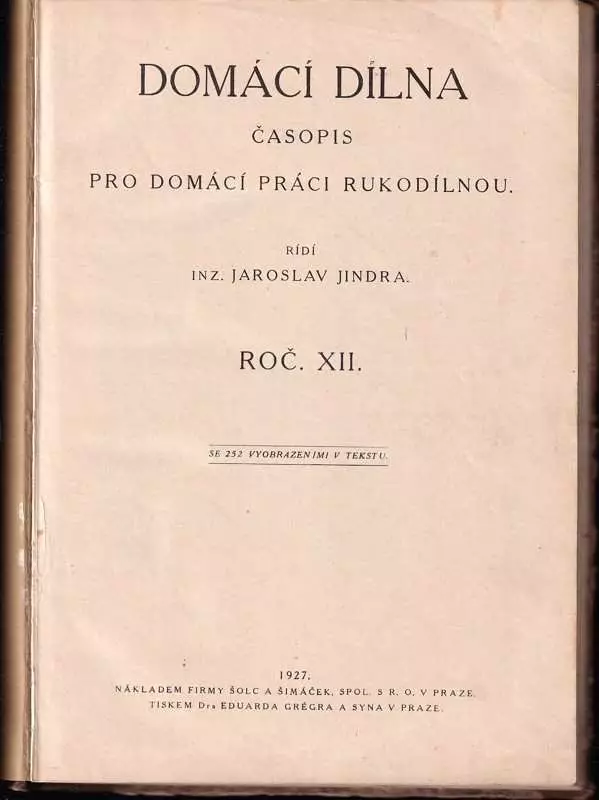 DOMÁCÍ DÍLNA
ČASOPIS
PRO DOMÁCÍ PRÁCI RUKODÍLNOU.
ŘÍDÍ
INZ. JAROSLAV JINDRA.
ROČ. XII.
SE 252 VYOBRAZENÍMI V TEKSTU.
1927.
NÁKLADEM FIRMY ŠOLC A ŠIMÁČEK, SPOL. S R. O. V PRAZE.
TISKEM Dra EDUARDA GRÉGRA A SYNA V PRAZE.